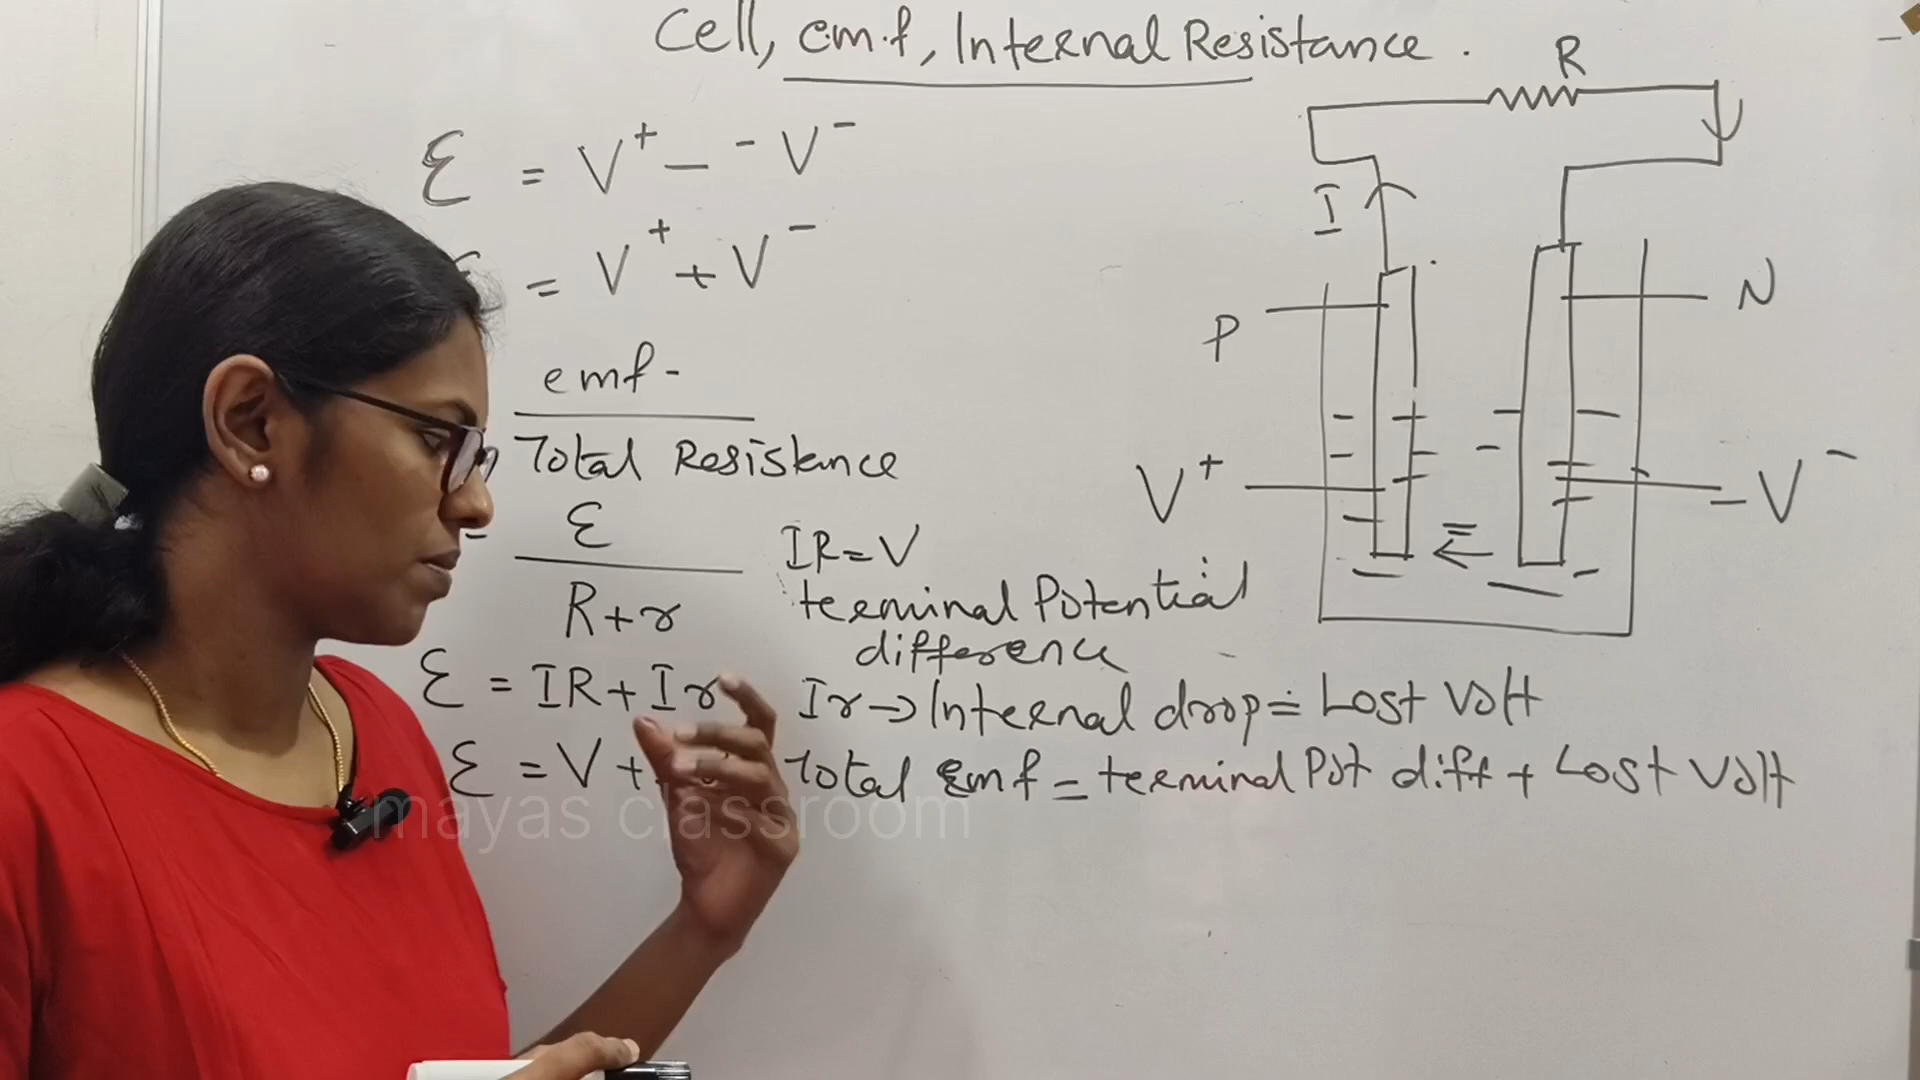 Cell, em.f, Internal Resistance.
R
ε = V⁺ - -V⁻
= V⁺ + V⁻
I
P
N
emf -
Total Resistance
V⁺
-V⁻
= ε
R+r
IR=V
terminal Potential
difference
ε = IR+Ir
Ir→Internal drop = Lost Volt
ε = V+
Total Emf = terminal Pot diff + Lost Volt
mayas classroom